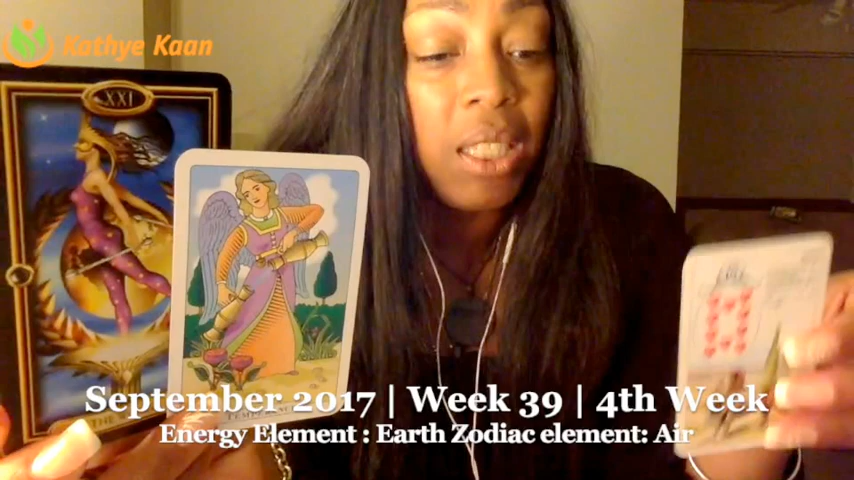 Kathye Kaan
XXI
September 2017 | Week 39 | 4th Week
Energy Element : Earth Zodiac element: Air